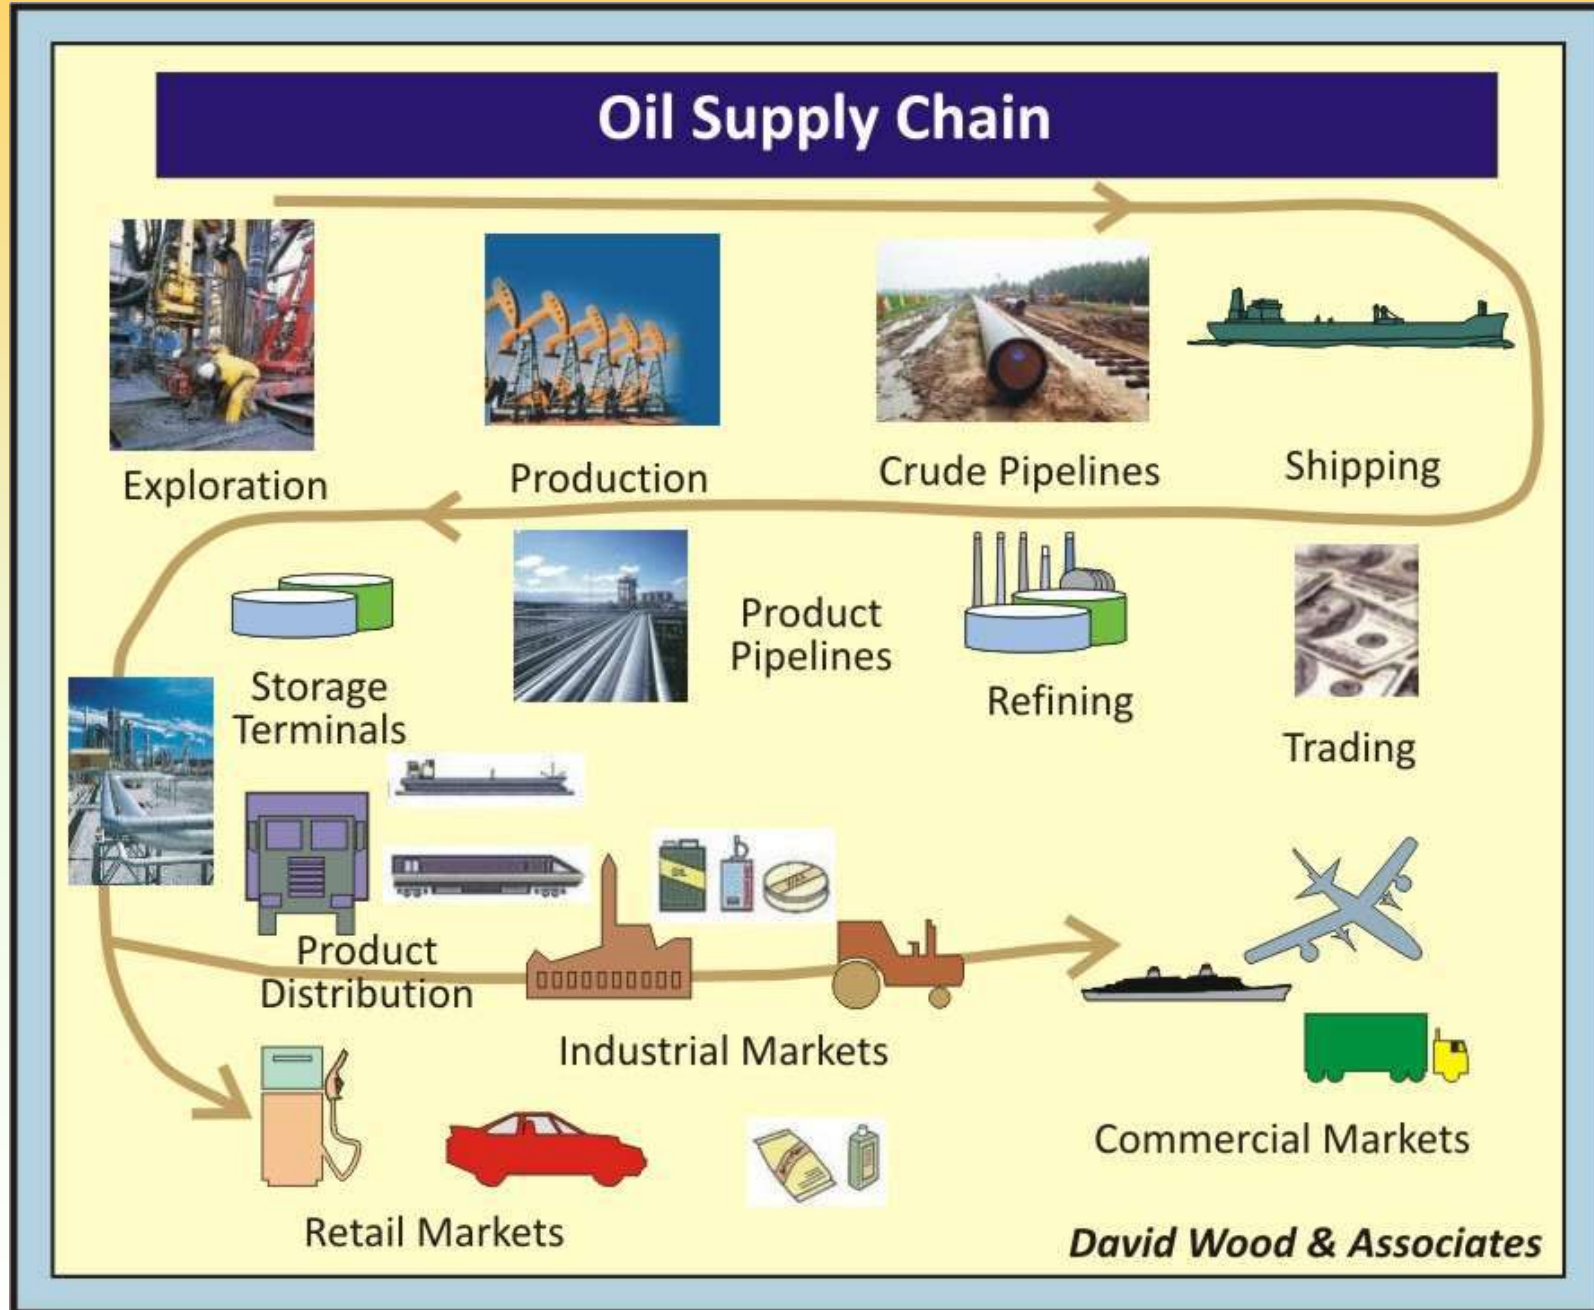 Oil Supply Chain
Exploration
Production
Crude Pipelines
Shipping
Storage
Terminals
Product
Pipelines
Refining
Trading
OIL
Product
Distribution
Industrial Markets
Commercial Markets
Retail Markets
David Wood & Associates